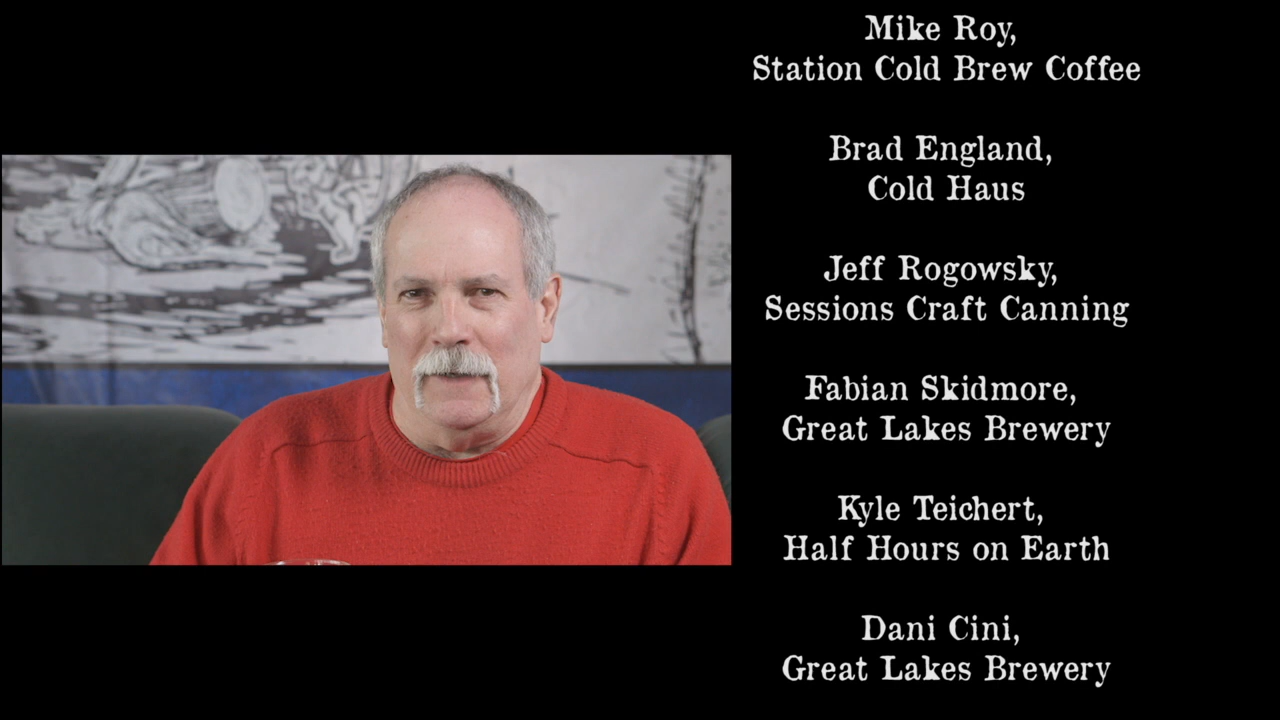 Mike Roy,
Station Cold Brew Coffee
Brad England,
Cold Haus
Jeff Rogowsky,
Sessions Craft Canning
Fabian Skidmore,
Great Lakes Brewery
Kyle Teichert,
Half Hours on Earth
Dani Cini,
Great Lakes Brewery